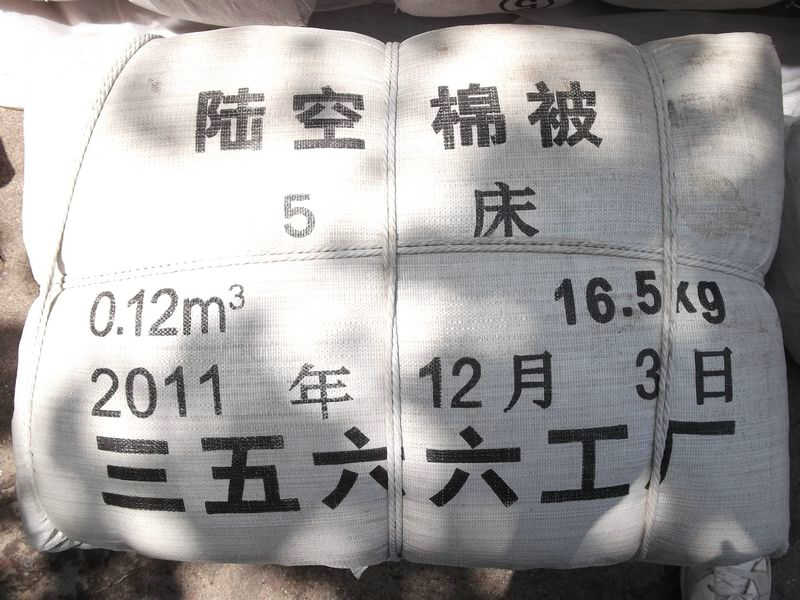 陆空 棉被
5 床
0.12m³ 16.5kg
2011 年 12月 3日
三五六六工厂